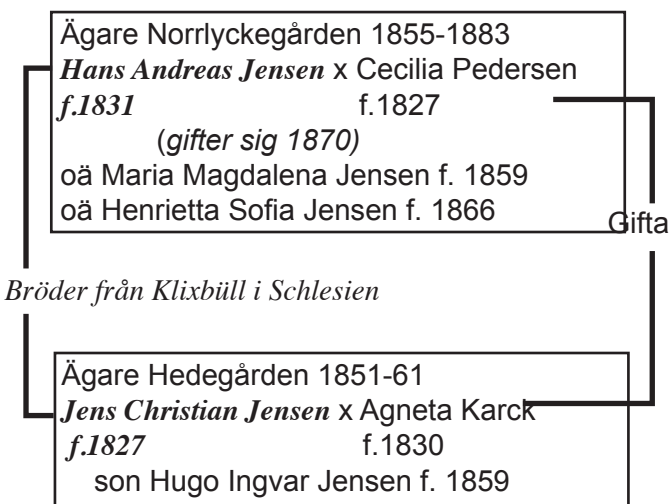 Ägare Norrlyckegården 1855-1883
Hans Andreas Jensen x Cecilia Pedersen
f.1831 f.1827
(gifter sig 1870)
oä Maria Magdalena Jensen f. 1859
oä Henrietta Sofia Jensen f. 1866
Gifta
Bröder från Klixbüll i Schlesien
Ägare Hedegården 1851-61
Jens Christian Jensen x Agneta Karck
f.1827 f.1830
son Hugo Ingvar Jensen f. 1859